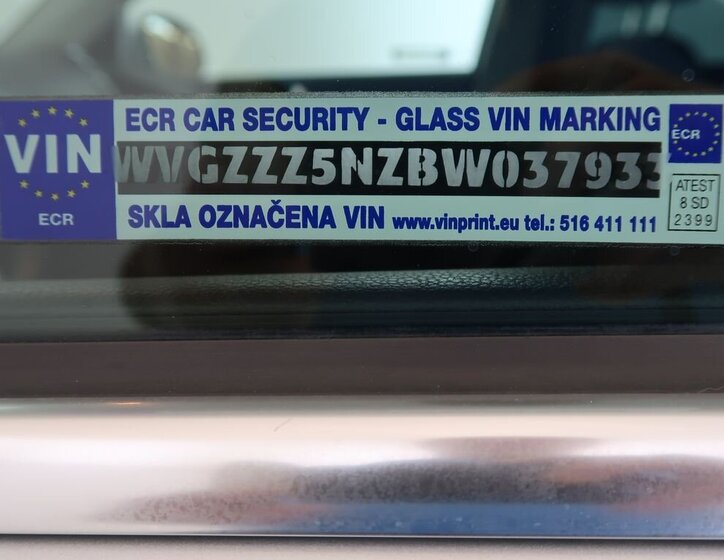 VIN
ECR
ECR CAR SECURITY - GLASS VIN MARKING
WVGZZZ5NZBW037933
SKLA OZNAČENA VIN www.vinprint.eu tel.: 516 411 111
ECR
ATEST
8 SD
2399